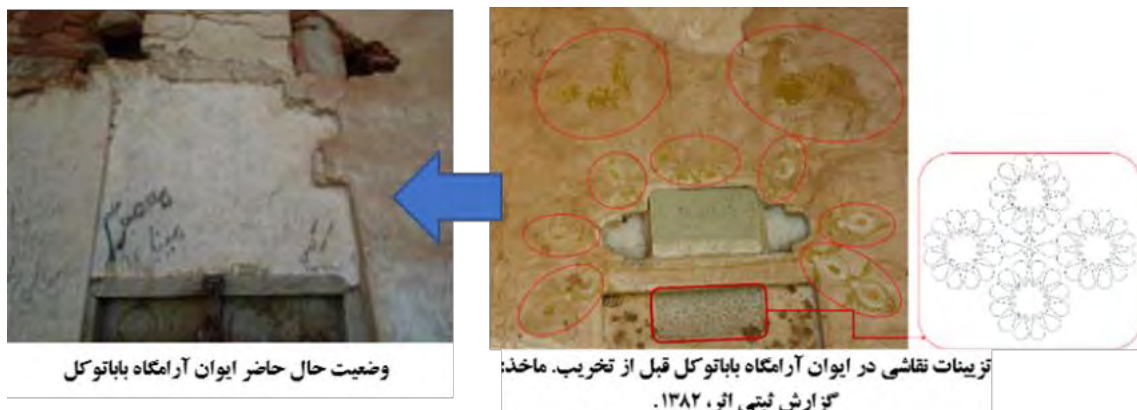 تزیینات نقاشی در ایوان آرامگاه باباتوکل قبل از تخریب. ماخذ:
گزارش ثبتی اثر، ۱۳۸۲.
وضعیت حال حاضر ایوان آرامگاه باباتوکل